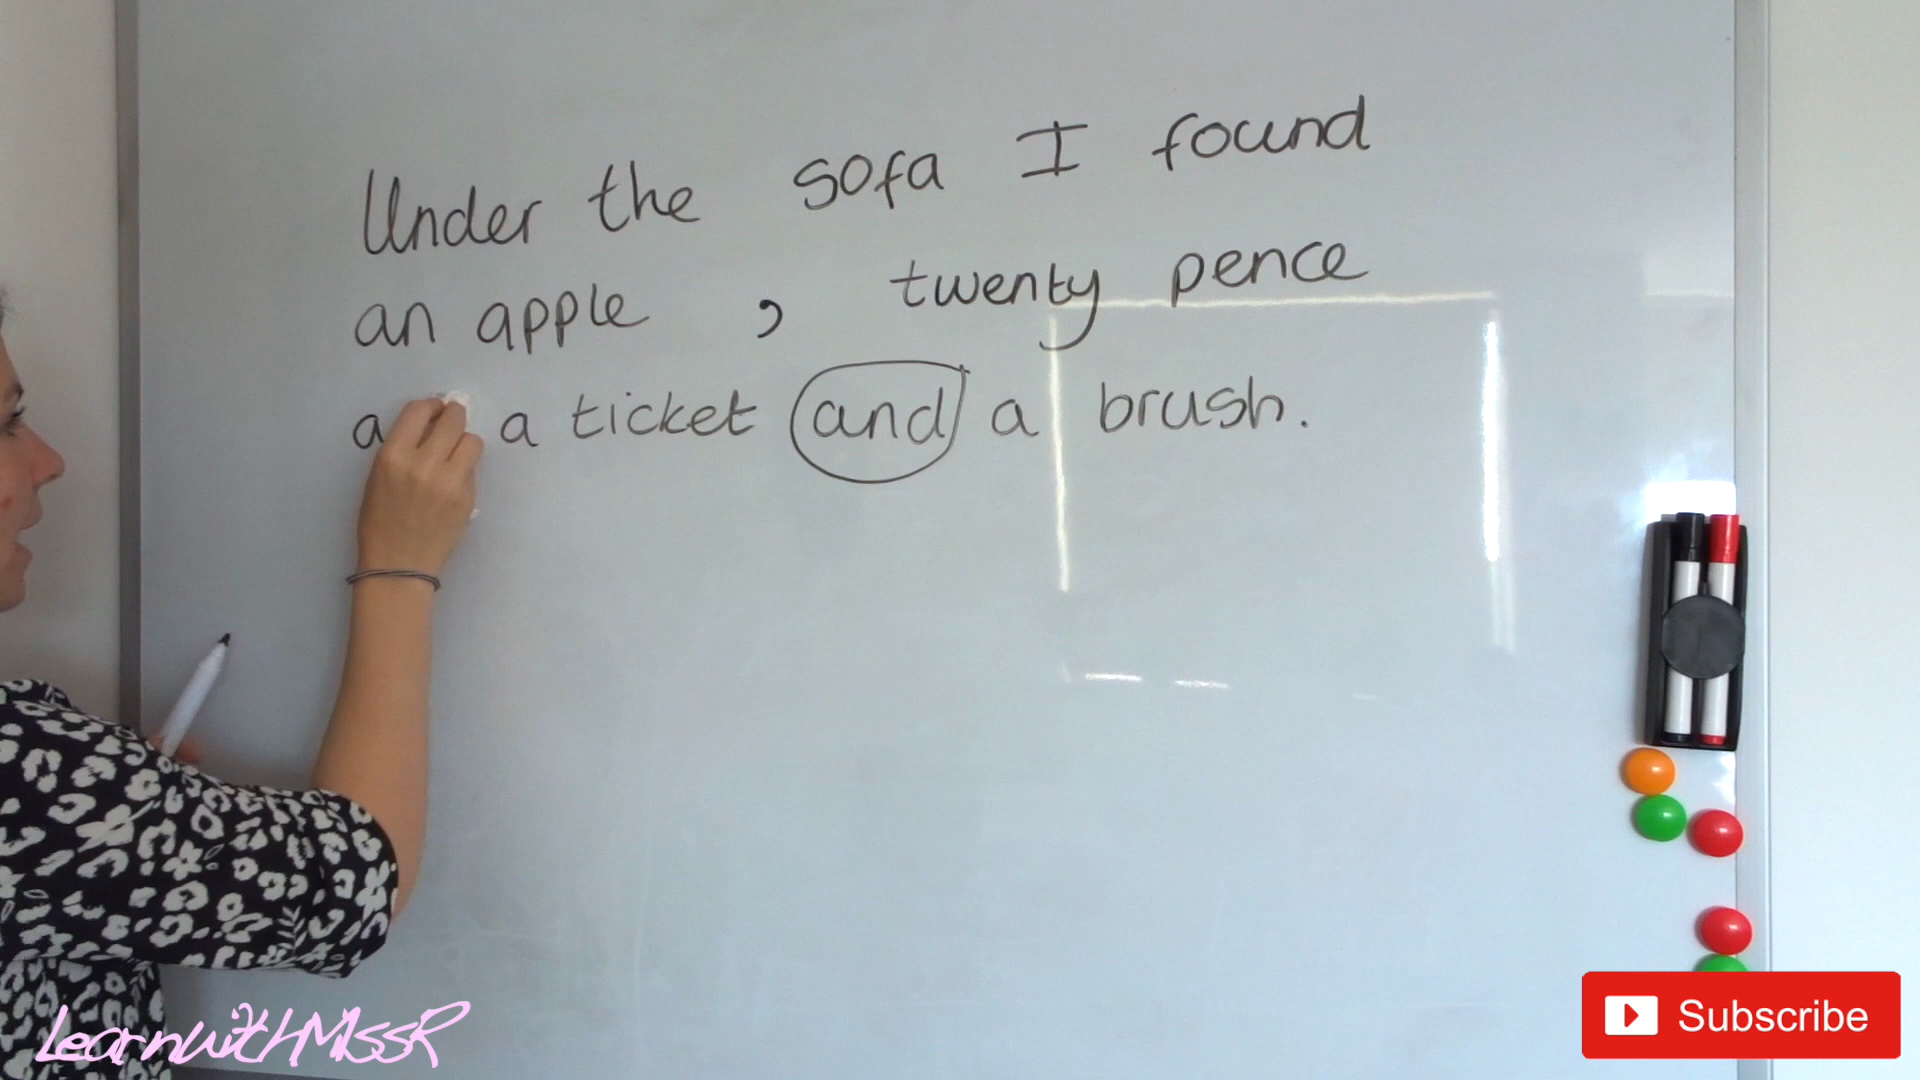 Under the sofa I found
an apple , twenty pence
a a ticket and a brush.
LearnwithMissR
Subscribe